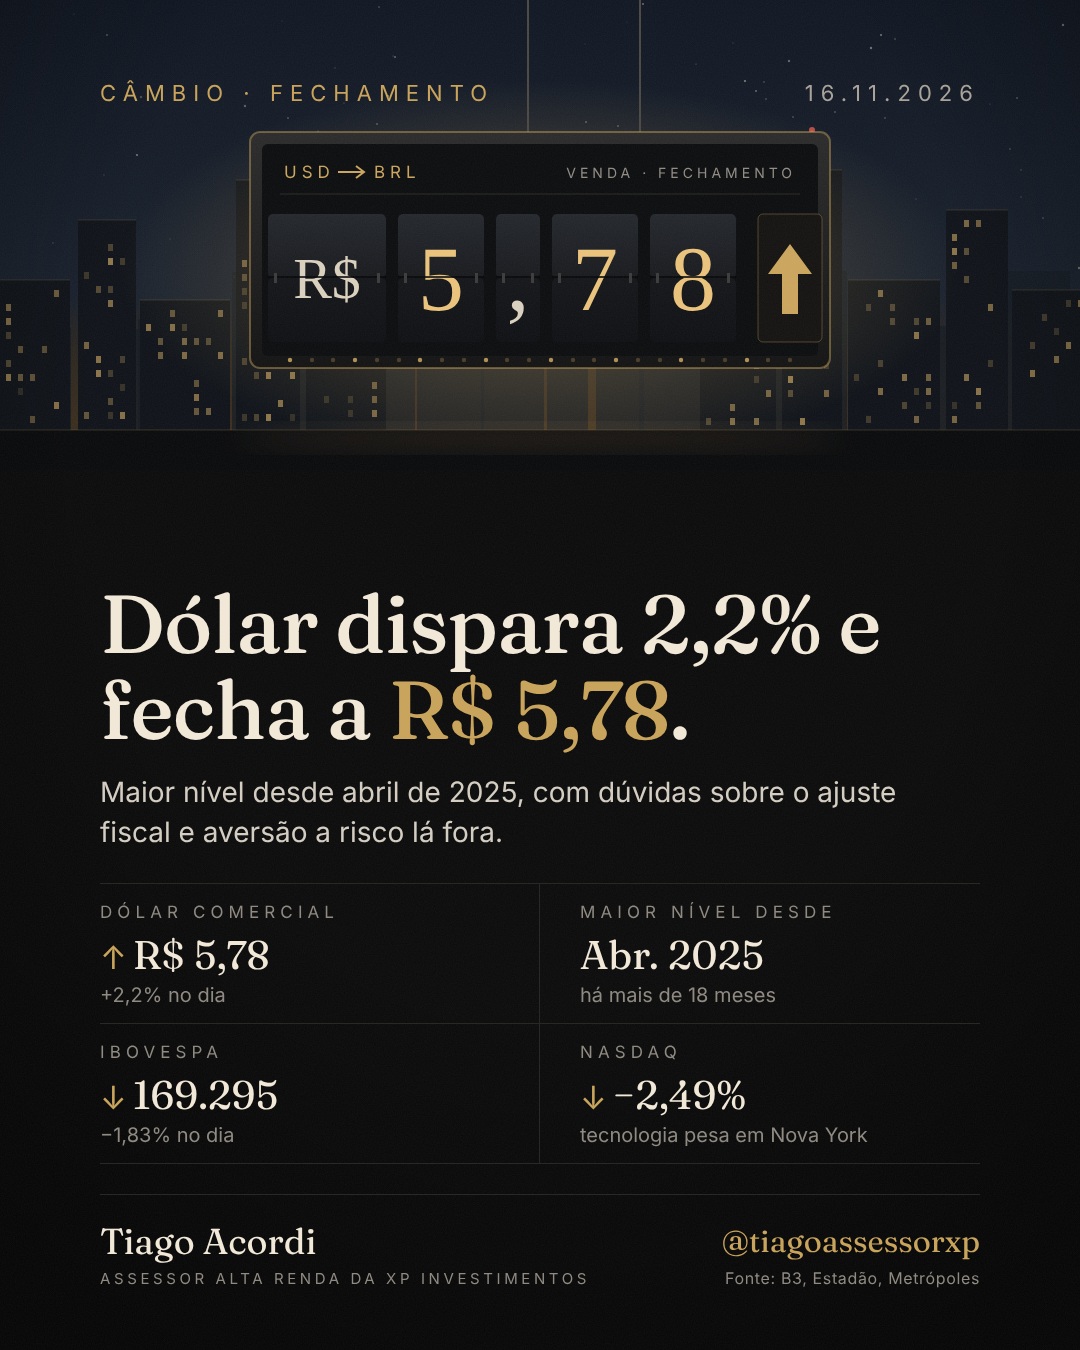 CÂMBIO · FECHAMENTO
16.11.2026
USD→BRL
VENDA · FECHAMENTO
R$ 5,78
Dólar dispara 2,2% e
fecha a R$ 5,78.
Maior nível desde abril de 2025, com dúvidas sobre o ajuste
fiscal e aversão a risco lá fora.
DÓLAR COMERCIAL
↑ R$ 5,78
+2,2% no dia
MAIOR NÍVEL DESDE
Abr. 2025
há mais de 18 meses
IBOVESPA
↓ 169.295
−1,83% no dia
NASDAQ
↓ −2,49%
tecnologia pesa em Nova York
Tiago Acordi
ASSESSOR ALTA RENDA DA XP INVESTIMENTOS
@tiagoassessorxp
Fonte: B3, Estadão, Metrópoles